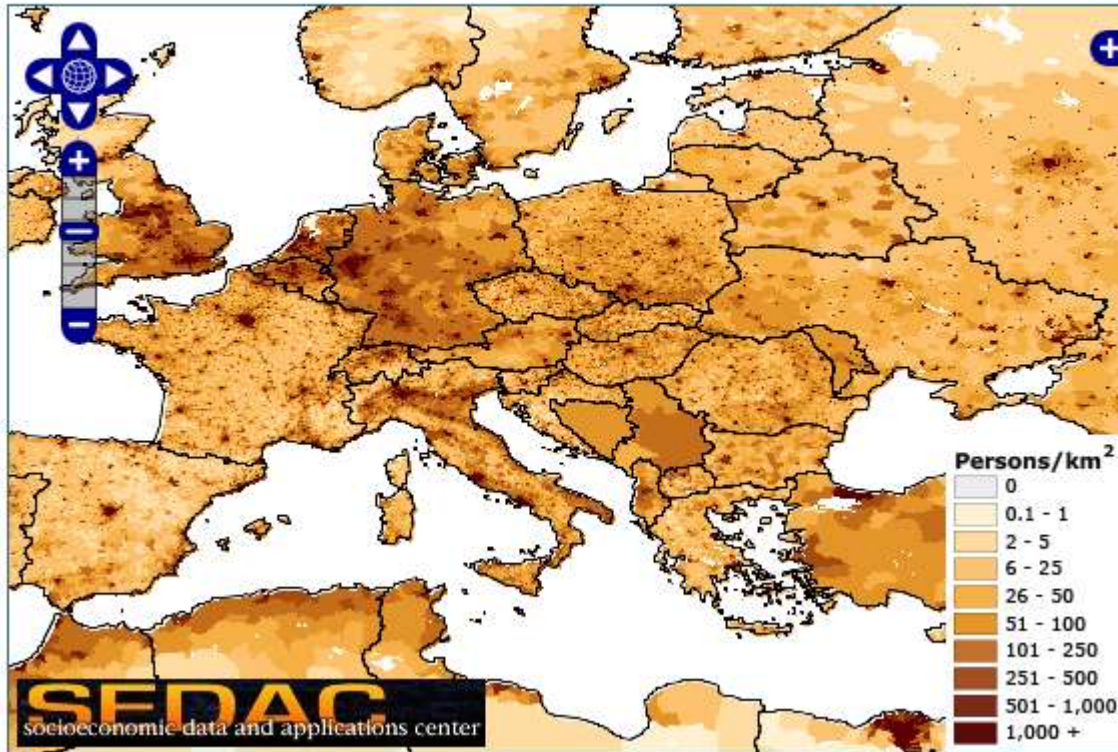 Persons/km²
0
0.1 - 1
2 - 5
6 - 25
26 - 50
51 - 100
101 - 250
251 - 500
501 - 1,000
1,000 +
SEDAC
socioeconomic data and applications center